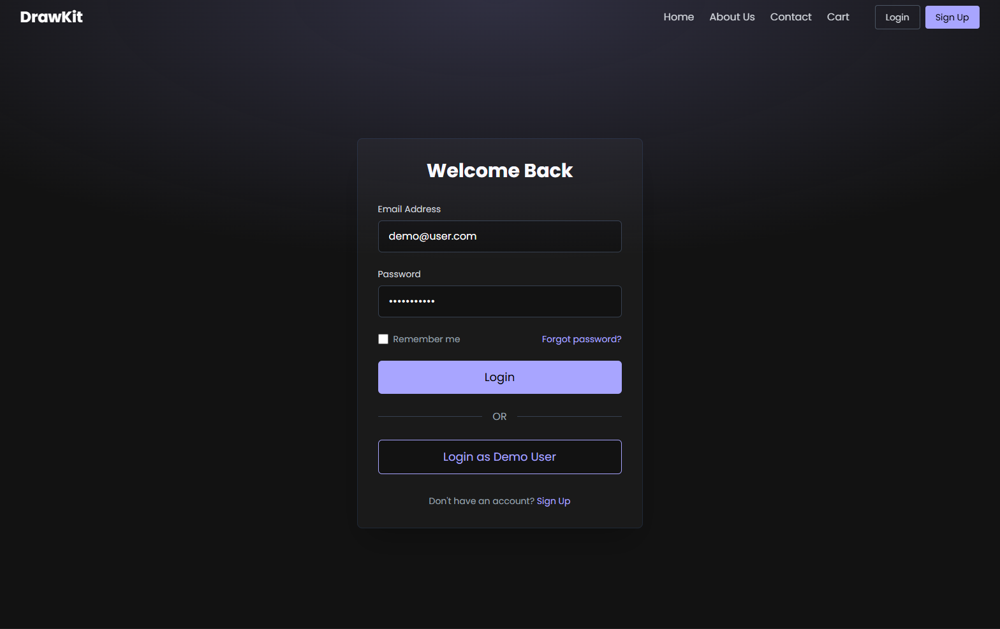 DrawKit
Home About Us Contact Cart Login Sign Up
Welcome Back
Email Address
demo@user.com
Password
•••••••••••
Remember me Forgot password?
Login
OR
Login as Demo User
Don't have an account? Sign Up